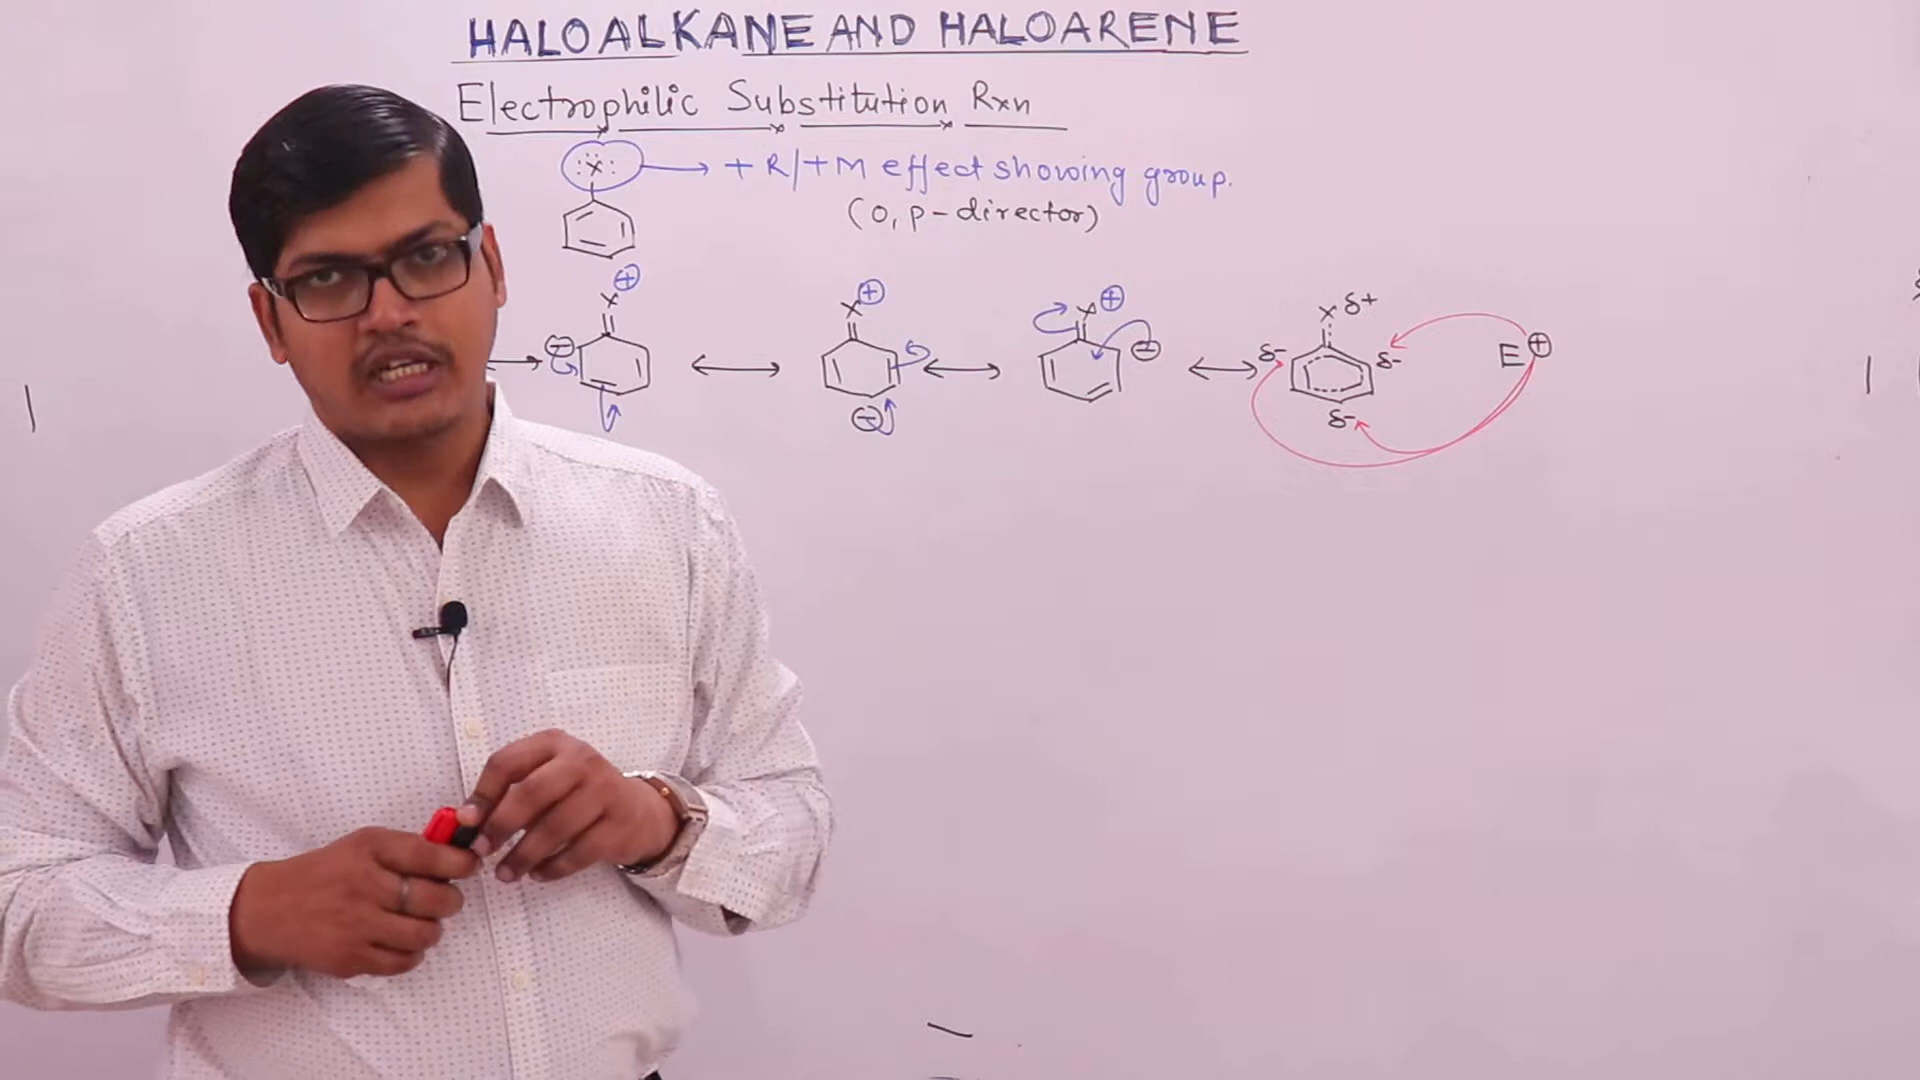 HALOALKANE AND HALOARENE
Electrophilic Substitution Rxn
:Ẍ: → + R/+M effect showing group.
(o, p - director)
X ⊕ X ⊕ X ⊕ X δ+
⊖ ⟷ ⟷ ⊖ ⟷ δ- δ- E ⊕
⊖ δ-